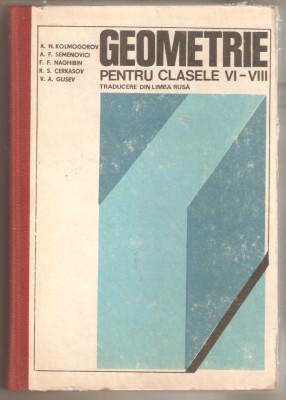 A. N. KOLMOGOROV
A. F. SEMENOVICI
F. F. NAGHIBIN
R. S. CERKASOV
V. A. GUSEV
GEOMETRIE
PENTRU CLASELE VI-VIII
TRADUCERE DIN LIMBA RUSĂ